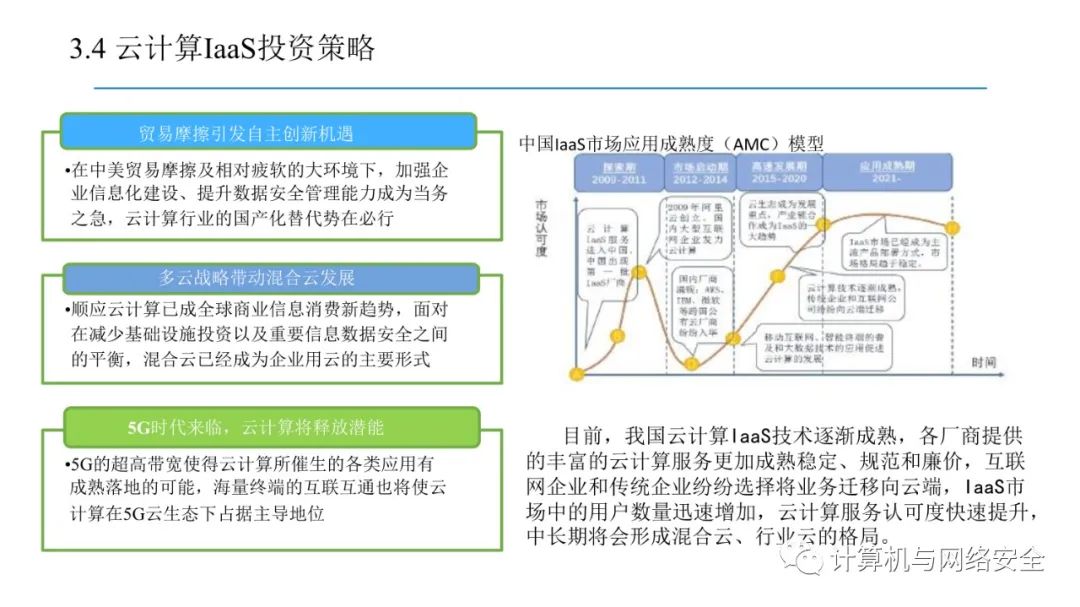 3.4 云计算IaaS投资策略
贸易摩擦引发自主创新机遇
•在中美贸易摩擦及相对疲软的大环境下，加强企
业信息化建设、提升数据安全管理能力成为当务
之急，云计算行业的国产化替代势在必行
多云战略带动混合云发展
•顺应云计算已成全球商业信息消费新趋势，面对
在减少基础设施投资以及重要信息数据安全之间
的平衡，混合云已经成为企业用云的主要形式
5G时代来临，云计算将释放潜能
•5G的超高带宽使得云计算所催生的各类应用有
成熟落地的可能，海量终端的互联互通也将使云
计算在5G云生态下占据主导地位
中国IaaS市场应用成熟度（AMC）模型
探索期
2009-2011
市场启动期
2012-2014
高速发展期
2015-2020
应用成熟期
2021-
市场认可度
云计算
IaaS服务
进入中国，
中国出现
第一批
IaaS厂商
2009年阿里
云创立，国
内大型互联
网企业发力
云计算
国内厂商
涌现；AWS、
IBM、微软
等跨国公
有云厂商
纷纷入华
云生态成为发展
重点，产业链合
作成为IaaS的一
大趋势
IaaS市场已经成为主
流产品部署方式，市
场格局趋于稳定。
云计算技术逐渐成熟，
传统企业和互联网公
司纷纷向云端迁移
移动互联网、智能终端的普
及和大数据技术的应用促进
云计算的发展
时间
目前，我国云计算IaaS技术逐渐成熟，各厂商提供
的丰富的云计算服务更加成熟稳定、规范和廉价，互联
网企业和传统企业纷纷选择将业务迁移向云端，IaaS市
场中的用户数量迅速增加，云计算服务认可度快速提升，
中长期将会形成混合云、行业云的格局。
计算机与网络安全